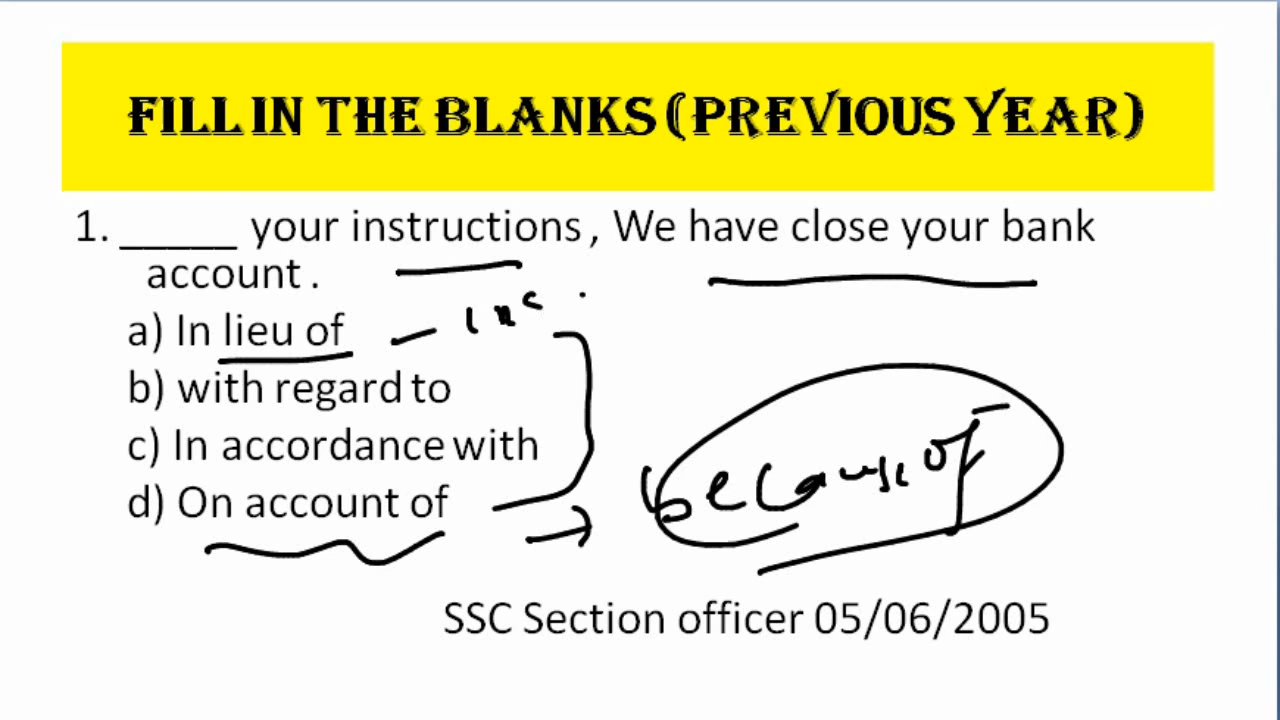 FILL IN THE BLANKS (PREVIOUS YEAR)
1. _____ your instructions , We have close your bank
account .
a) In lieu of
b) with regard to
c) In accordance with
d) On account of
because of
SSC Section officer 05/06/2005